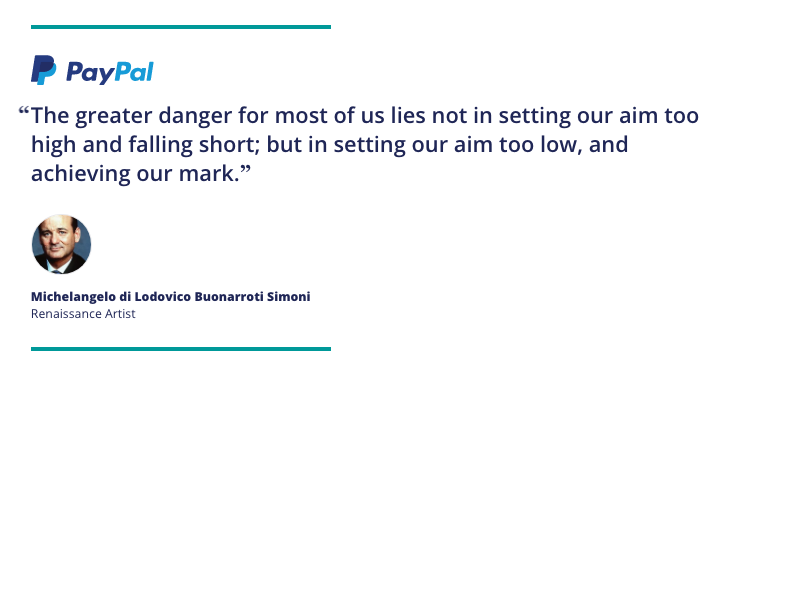 PayPal
“The greater danger for most of us lies not in setting our aim too
high and falling short; but in setting our aim too low, and
achieving our mark.”
Michelangelo di Lodovico Buonarroti Simoni
Renaissance Artist